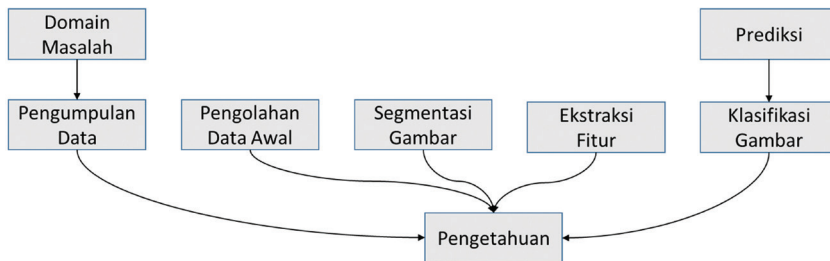 Domain
Masalah
Prediksi
Pengumpulan
Data
Pengolahan
Data Awal
Segmentasi
Gambar
Ekstraksi
Fitur
Klasifikasi
Gambar
Pengetahuan